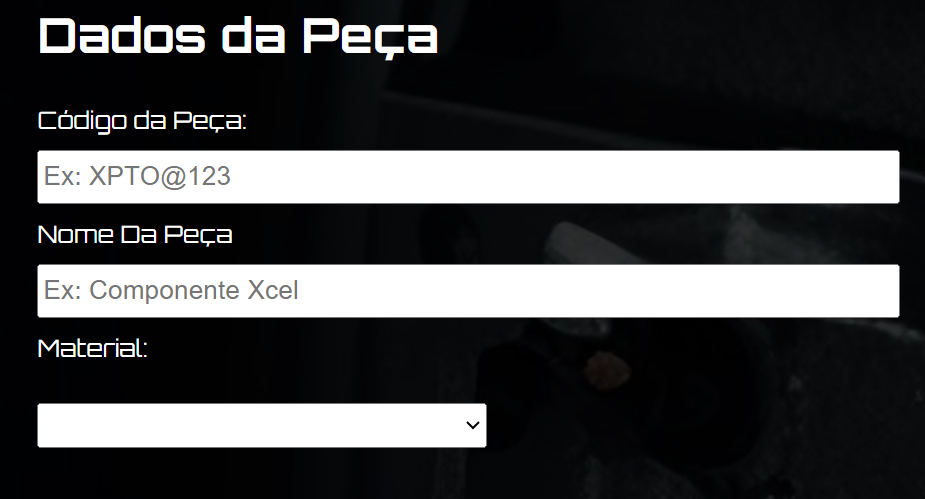 Dados da Peça
Código da Peça:
Ex: XPTO@123
Nome Da Peça
Ex: Componente Xcel
Material: